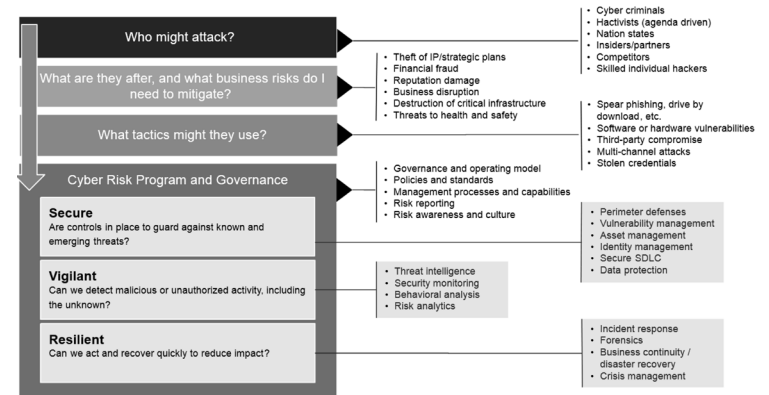 Who might attack?
• Cyber criminals
• Hactivists (agenda driven)
• Nation states
• Insiders/partners
• Competitors
• Skilled individual hackers
What are they after, and what business risks do I
need to mitigate?
• Theft of IP/strategic plans
• Financial fraud
• Reputation damage
• Business disruption
• Destruction of critical infrastructure
• Threats to health and safety
What tactics might they use?
• Spear phishing, drive by
download, etc.
• Software or hardware vulnerabilities
• Third-party compromise
• Multi-channel attacks
• Stolen credentials
Cyber Risk Program and Governance
• Governance and operating model
• Policies and standards
• Management processes and capabilities
• Risk reporting
• Risk awareness and culture
Secure
Are controls in place to guard against known and
emerging threats?
• Perimeter defenses
• Vulnerability management
• Asset management
• Identity management
• Secure SDLC
• Data protection
Vigilant
Can we detect malicious or unauthorized activity, including
the unknown?
• Threat intelligence
• Security monitoring
• Behavioral analysis
• Risk analytics
Resilient
Can we act and recover quickly to reduce impact?
• Incident response
• Forensics
• Business continuity /
disaster recovery
• Crisis management